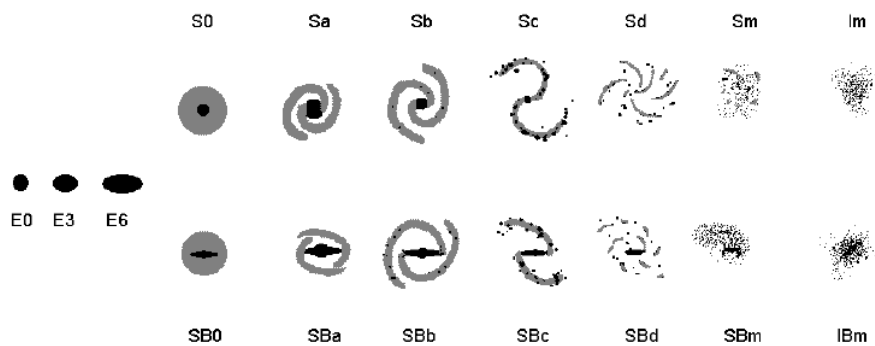 S0 Sa Sb Sc Sd Sm Im
E0 E3 E6
SB0 SBa SBb SBc SBd SBm IBm